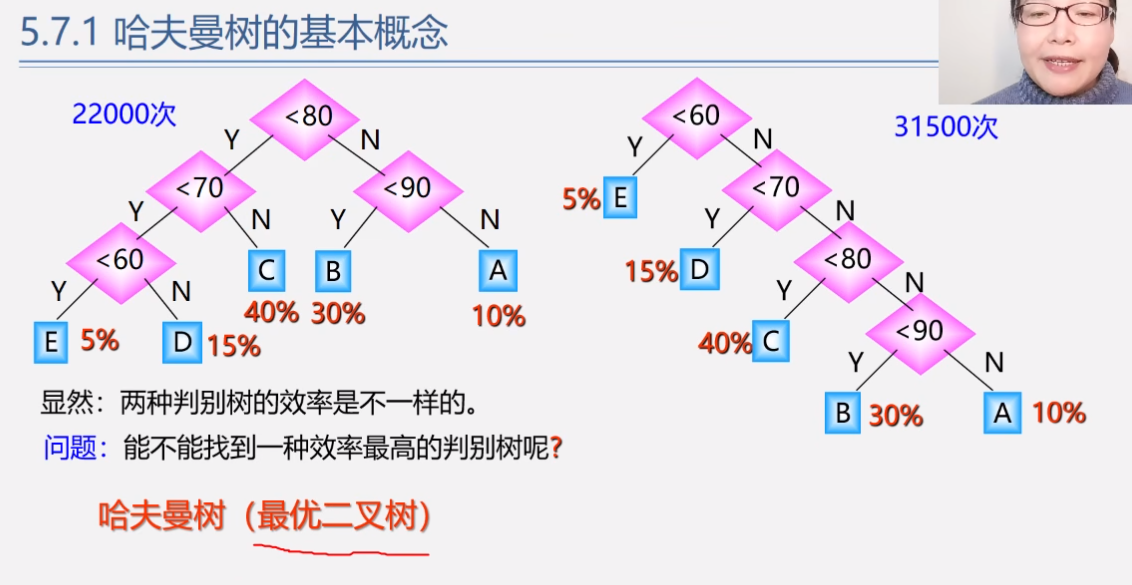 5.7.1 哈夫曼树的基本概念
22000次
<80
Y
N
<70
<90
Y
N
Y
N
<60
C
B
A
Y
N
40%
30%
10%
E
5%
D
15%
<60
31500次
Y
N
5%
E
<70
Y
N
15%
D
<80
Y
N
40%
C
<90
Y
N
B
30%
A
10%
显然：两种判别树的效率是不一样的。
问题：能不能找到一种效率最高的判别树呢?
哈夫曼树（最优二叉树）